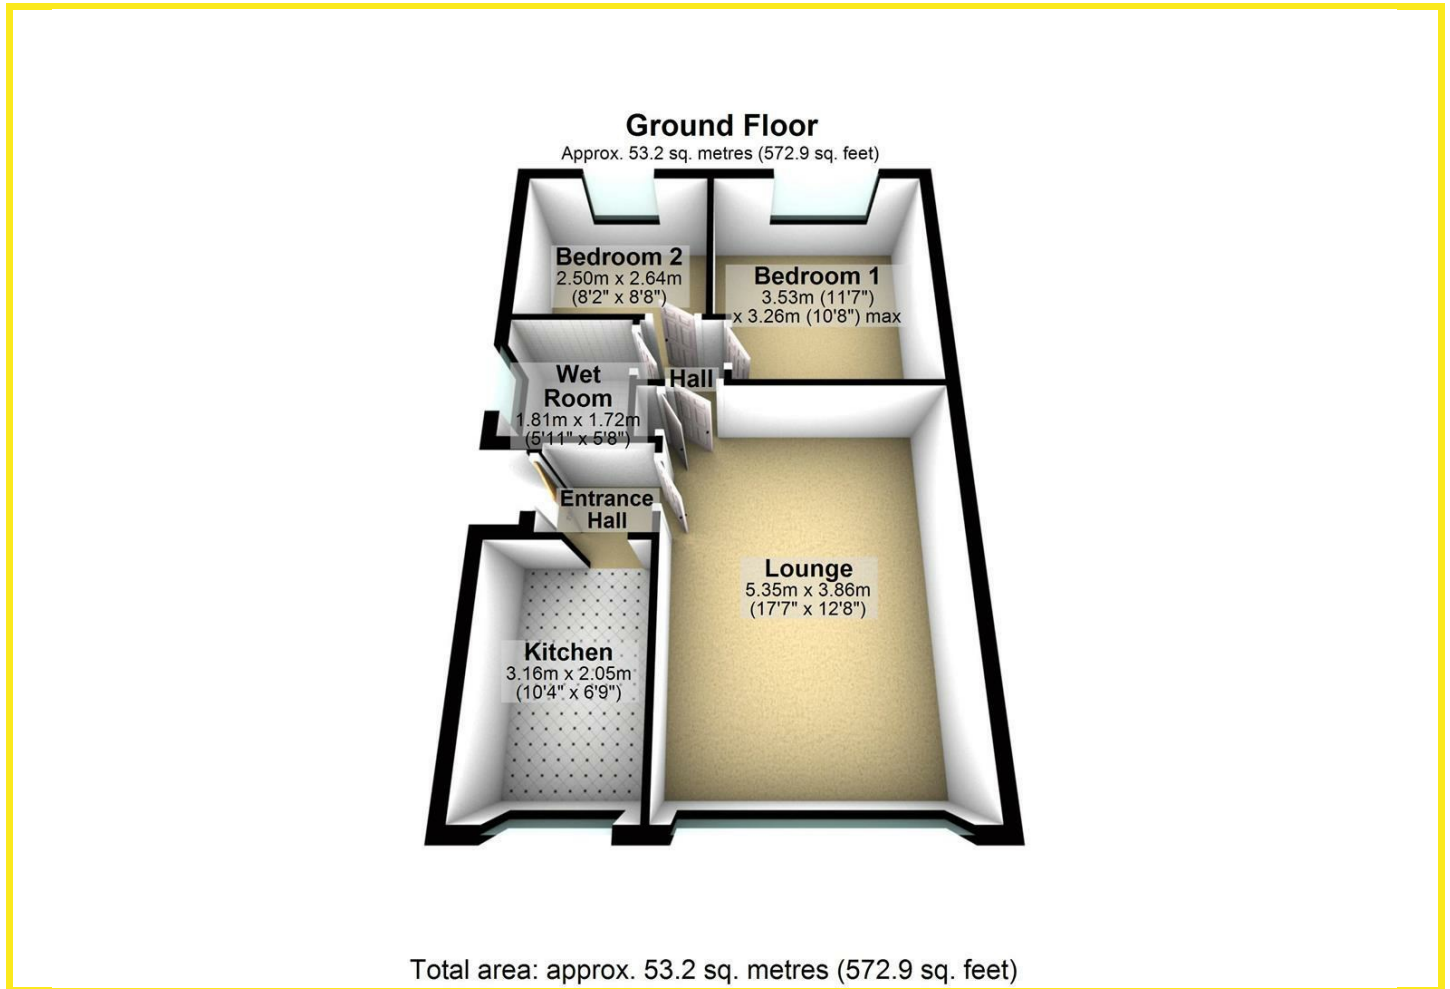 Ground Floor
Approx. 53.2 sq. metres (572.9 sq. feet)
Bedroom 2
2.50m x 2.64m
(8'2" x 8'8")
Bedroom 1
3.53m (11'7")
x 3.26m (10'8") max
Wet
Room
1.81m x 1.72m
(5'11" x 5'8")
Hall
Entrance
Hall
Lounge
5.35m x 3.86m
(17'7" x 12'8")
Kitchen
3.16m x 2.05m
(10'4" x 6'9")
Total area: approx. 53.2 sq. metres (572.9 sq. feet)